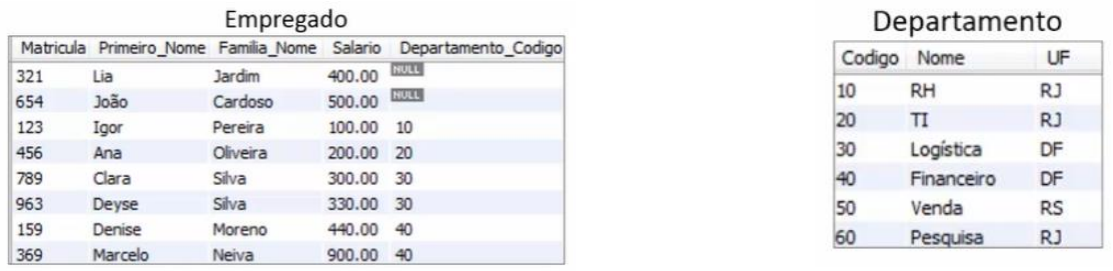 Empregado
Matricula Primeiro_Nome Familia_Nome Salario Departamento_Codigo
321 Lia Jardim 400.00 NULL
654 João Cardoso 500.00 NULL
123 Igor Pereira 100.00 10
456 Ana Oliveira 200.00 20
789 Clara Silva 300.00 30
963 Deyse Silva 330.00 30
159 Denise Moreno 440.00 40
369 Marcelo Neiva 900.00 40
Departamento
Codigo Nome UF
10 RH RJ
20 TI RJ
30 Logística DF
40 Financeiro DF
50 Venda RS
60 Pesquisa RJ